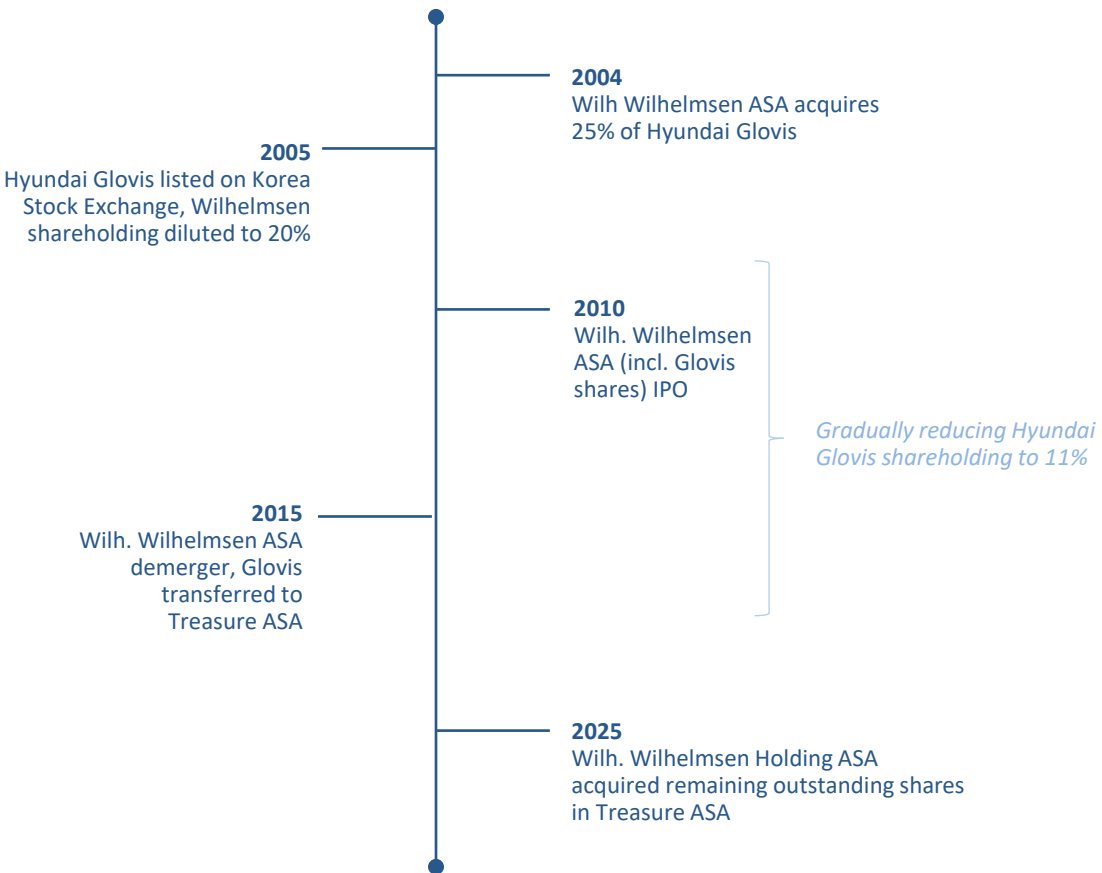 2004
Wilh Wilhelmsen ASA acquires
25% of Hyundai Glovis
2005
Hyundai Glovis listed on Korea
Stock Exchange, Wilhelmsen
shareholding diluted to 20%
2010
Wilh. Wilhelmsen
ASA (incl. Glovis
shares) IPO
Gradually reducing Hyundai
Glovis shareholding to 11%
2015
Wilh. Wilhelmsen ASA
demerger, Glovis
transferred to
Treasure ASA
2025
Wilh. Wilhelmsen Holding ASA
acquired remaining outstanding shares
in Treasure ASA